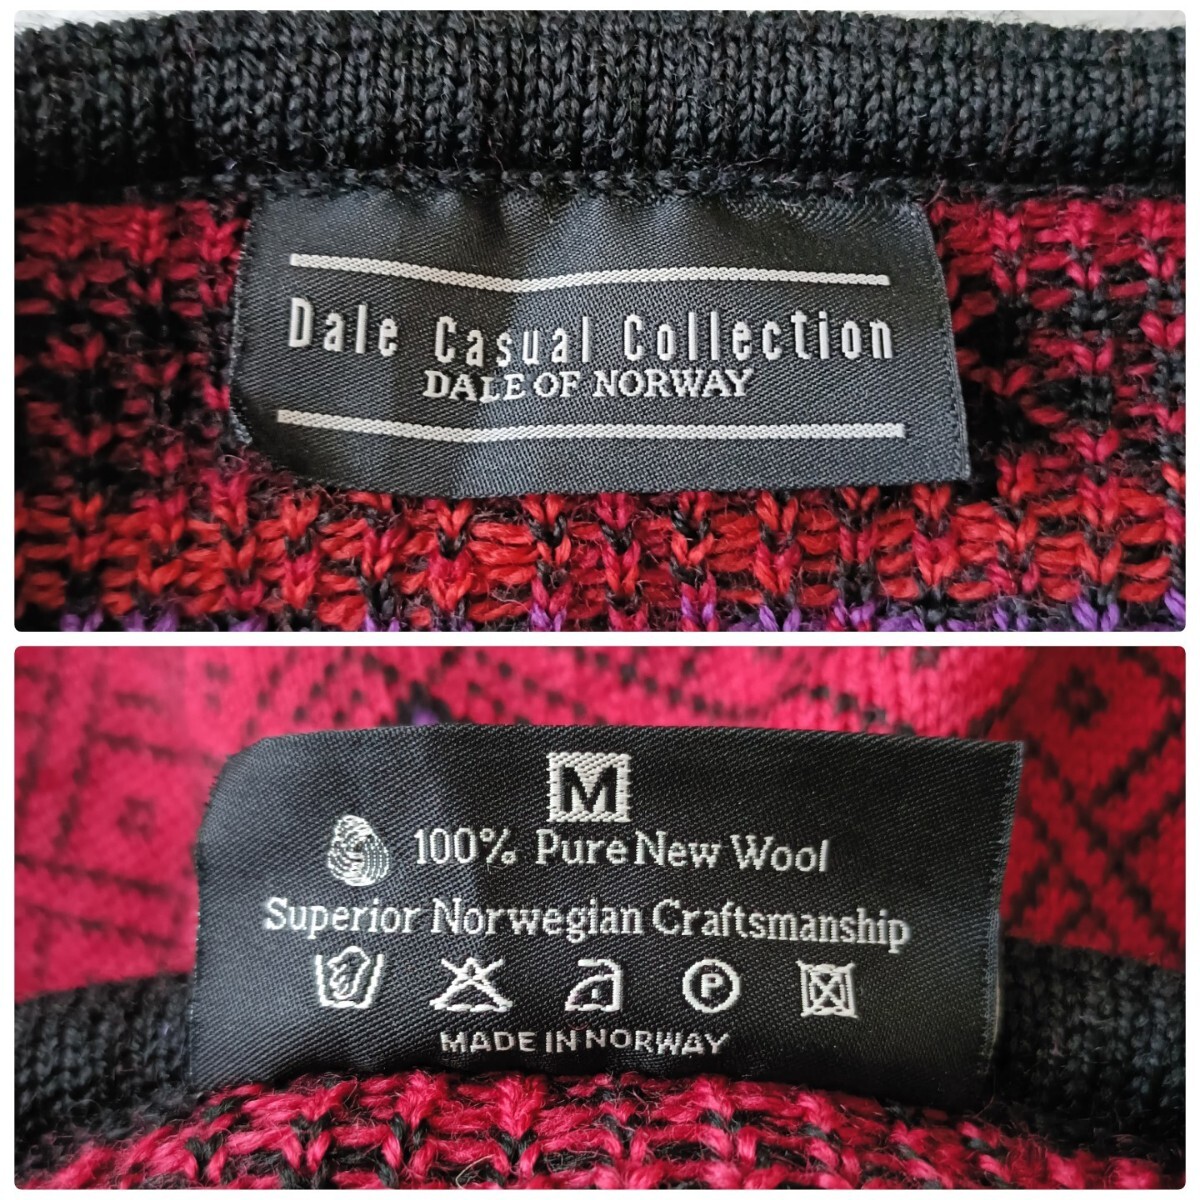 Dale Casual Collection
DALE OF NORWAY
M
100% Pure New Wool
Superior Norwegian Craftsmanship
P
MADE IN NORWAY